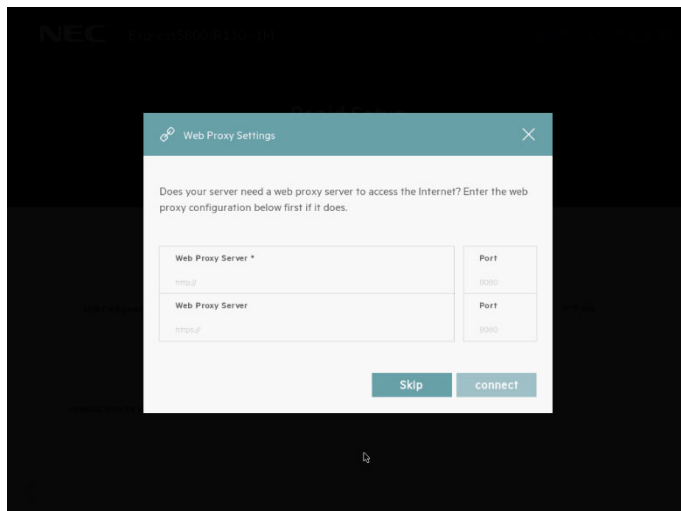 NEC
Web Proxy Settings
Does your server need a web proxy server to access the Internet? Enter the web
proxy configuration below first if it does.
Web Proxy Server * Port
http:// 8080
Web Proxy Server Port
https:// 8080
Skip connect